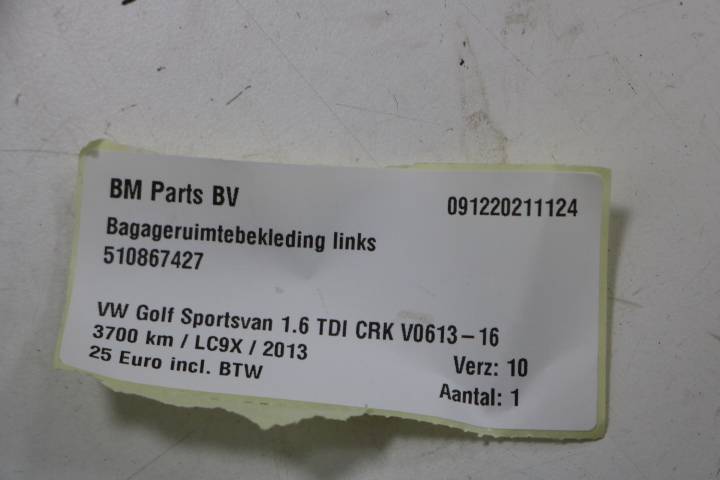 BM Parts BV
091220211124
Bagageruimtebekleding links
510867427
VW Golf Sportsvan 1.6 TDI CRK V0613-16
3700 km / LC9X / 2013
Verz: 10
25 Euro incl. BTW
Aantal: 1